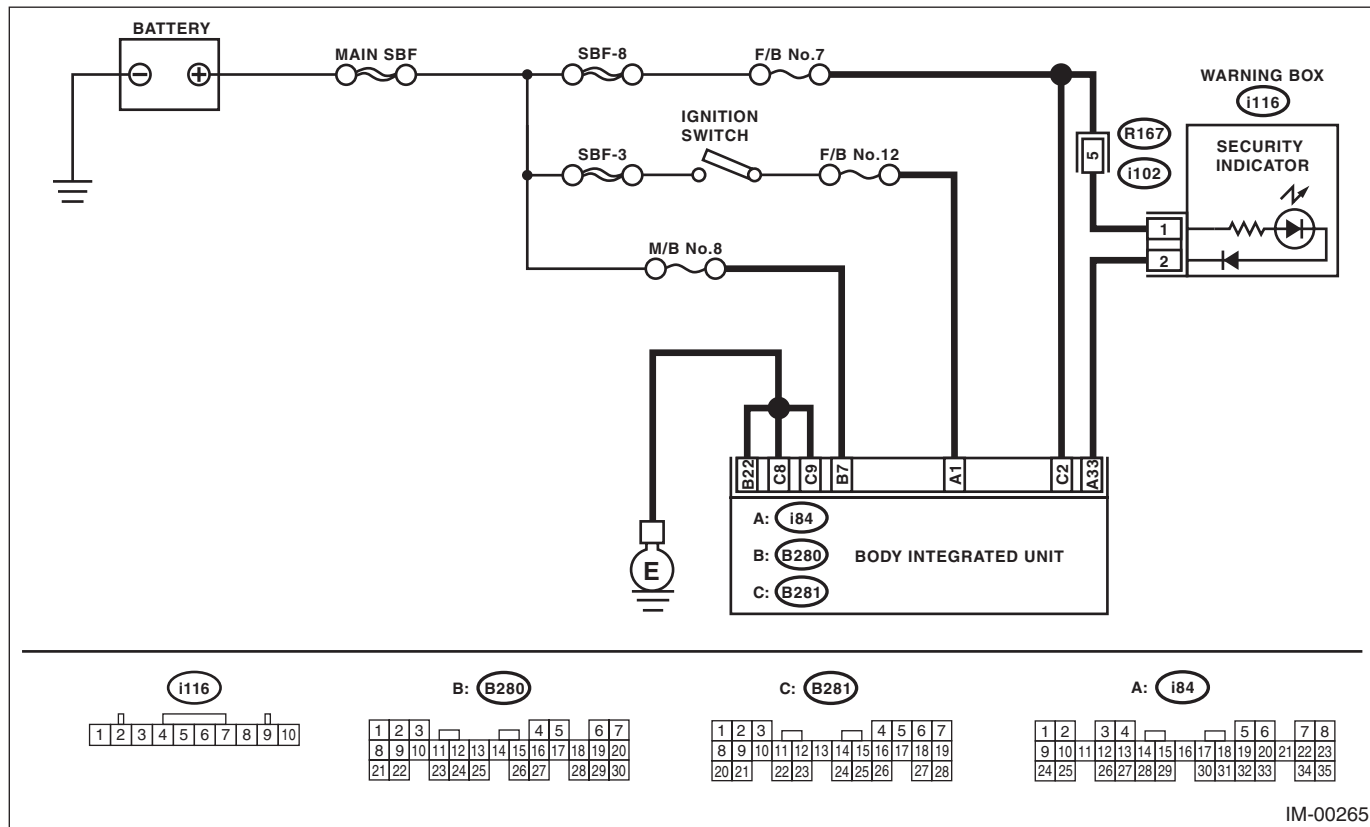 BATTERY
MAIN SBF
SBF-8
F/B No.7
WARNING BOX
i116
IGNITION
SWITCH
SBF-3
F/B No.12
R167
5
i102
SECURITY
INDICATOR
1
2
M/B No.8
B22
C8
C9
B7
A1
C2
A33
E
A: i84
B: B280
BODY INTEGRATED UNIT
C: B281
i116
1 2 3 4 5 6 7 8 9 10
B: B280
1 2 3 4 5 6 7
8 9 10 11 12 13 14 15 16 17 18 19 20
21 22 23 24 25 26 27 28 29 30
C: B281
1 2 3 4 5 6 7
8 9 10 11 12 13 14 15 16 17 18 19
20 21 22 23 24 25 26 27 28
A: i84
1 2 3 4 5 6 7 8
9 10 11 12 13 14 15 16 17 18 19 20 21 22 23
24 25 26 27 28 29 30 31 32 33 34 35
IM-00265